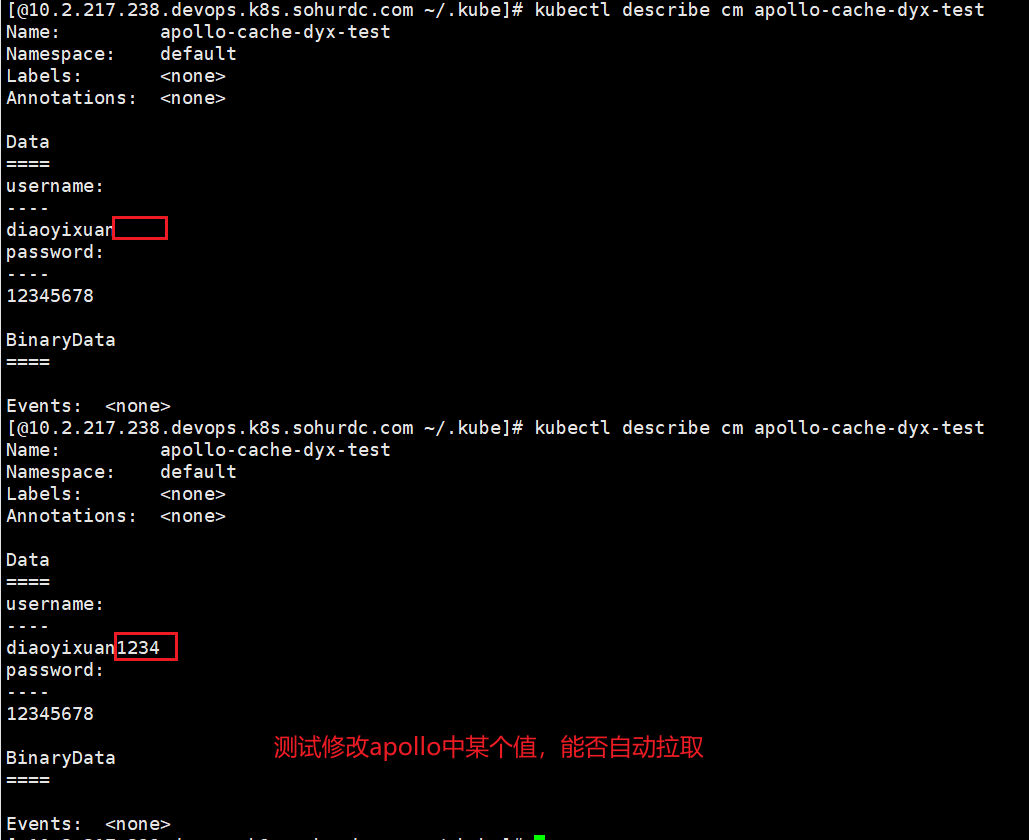 [@10.2.217.238.devops.k8s.sohurdc.com ~/.kube]# kubectl describe cm apollo-cache-dyx-test
Name:         apollo-cache-dyx-test
Namespace:    default
Labels:       <none>
Annotations:  <none>
Data
====
username:
----
diaoyixuan
password:
----
12345678
BinaryData
====
Events:  <none>
[@10.2.217.238.devops.k8s.sohurdc.com ~/.kube]# kubectl describe cm apollo-cache-dyx-test
Name:         apollo-cache-dyx-test
Namespace:    default
Labels:       <none>
Annotations:  <none>
Data
====
username:
----
diaoyixuan1234
password:
----
12345678
测试修改apollo中某个值，能否自动拉取
BinaryData
====
Events:  <none>